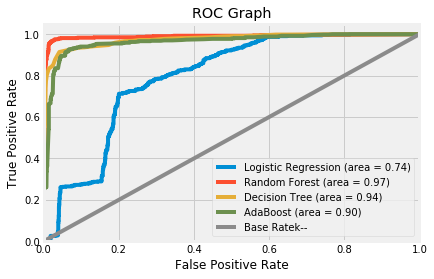 ROC Graph
True Positive Rate
1.0
0.8
0.6
0.4
0.2
0.0
Logistic Regression (area = 0.74)
Random Forest (area = 0.97)
Decision Tree (area = 0.94)
AdaBoost (area = 0.90)
Base Ratek--
0.0 0.2 0.4 0.6 0.8 1.0
False Positive Rate